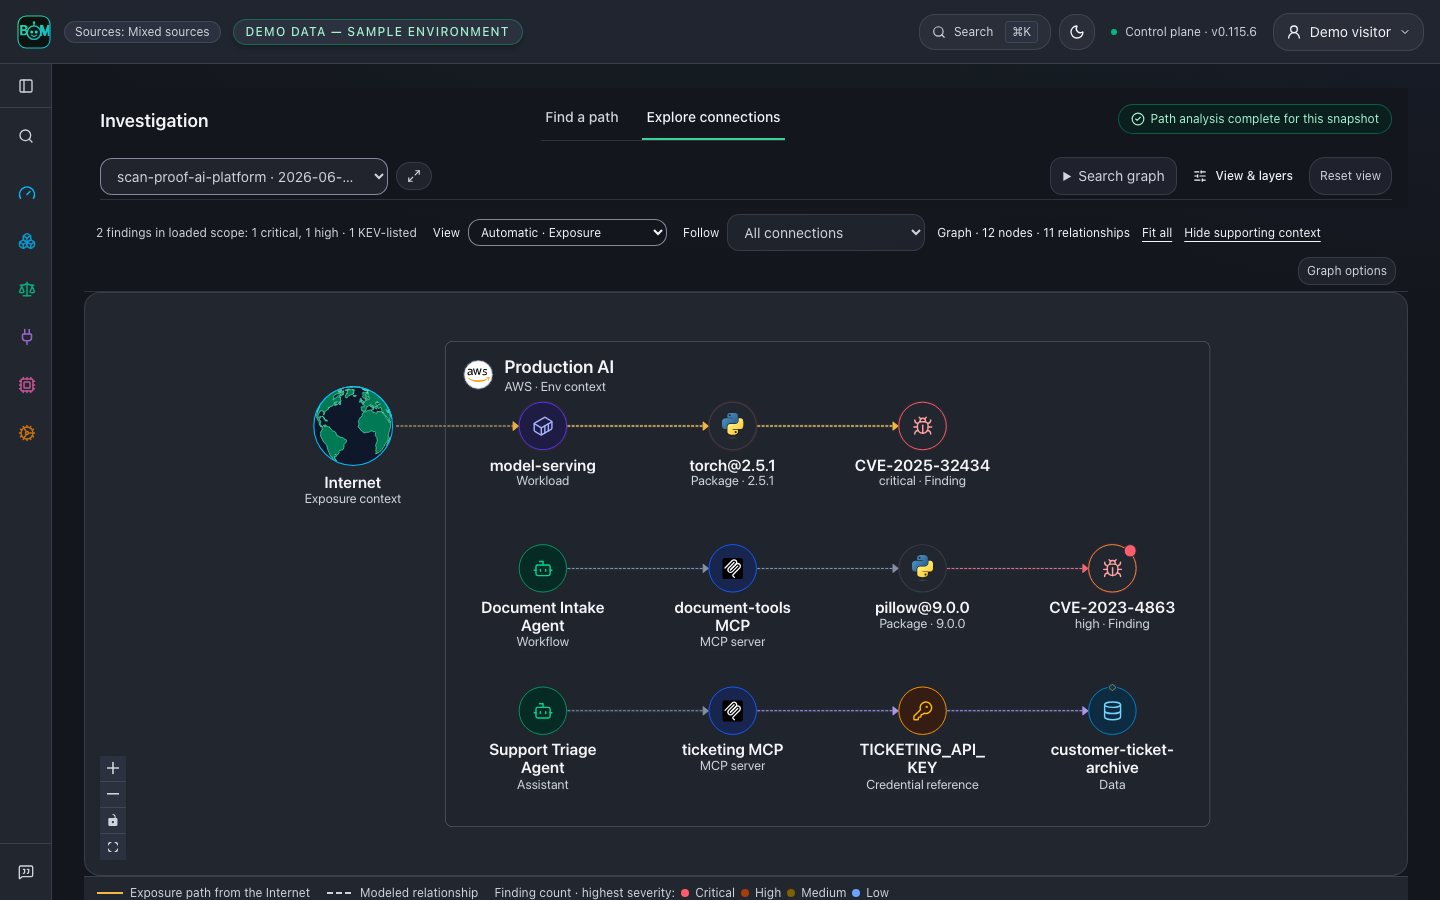 BOM
Sources: Mixed sources
DEMO DATA — SAMPLE ENVIRONMENT
Search ⌘K
Control plane · v0.115.6
Demo visitor
Investigation
Find a path
Explore connections
Path analysis complete for this snapshot
scan-proof-ai-platform · 2026-06-...
Search graph
View & layers
Reset view
2 findings in loaded scope: 1 critical, 1 high · 1 KEV-listed
View
Automatic · Exposure
Follow
All connections
Graph · 12 nodes · 11 relationships
Fit all
Hide supporting context
Graph options
aws
Production AI
AWS · Env context
Internet
Exposure context
model-serving
Workload
torch@2.5.1
Package · 2.5.1
CVE-2025-32434
critical · Finding
Document Intake
Agent
Workflow
document-tools
MCP
MCP server
pillow@9.0.0
Package · 9.0.0
CVE-2023-4863
high · Finding
Support Triage
Agent
Assistant
ticketing MCP
MCP server
TICKETING_API_
KEY
Credential reference
customer-ticket-
archive
Data
Exposure path from the Internet
Modeled relationship
Finding count · highest severity:
Critical
High
Medium
Low